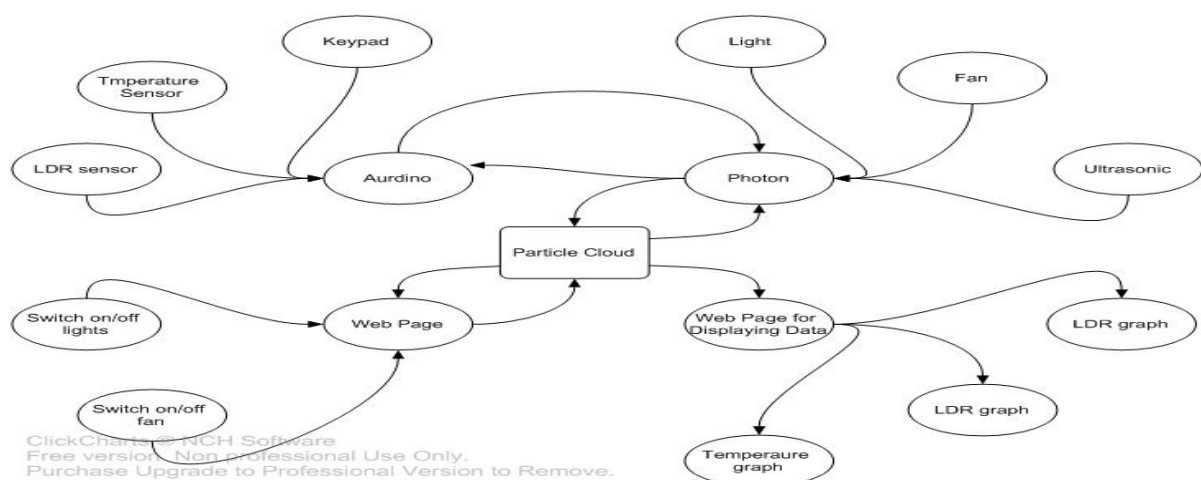 Keypad
Light
Tmperature
Sensor
Fan
LDR sensor
Aurdino
Photon
Ultrasonic
Particle Cloud
Switch on/off
lights
Web Page
Web Page for
Displaying Data
LDR graph
Switch on/off
fan
LDR graph
Temperaure
graph
ClickCharts © NCH Software
Free version. Non-professional Use Only.
Purchase Upgrade to Professional Version to Remove.